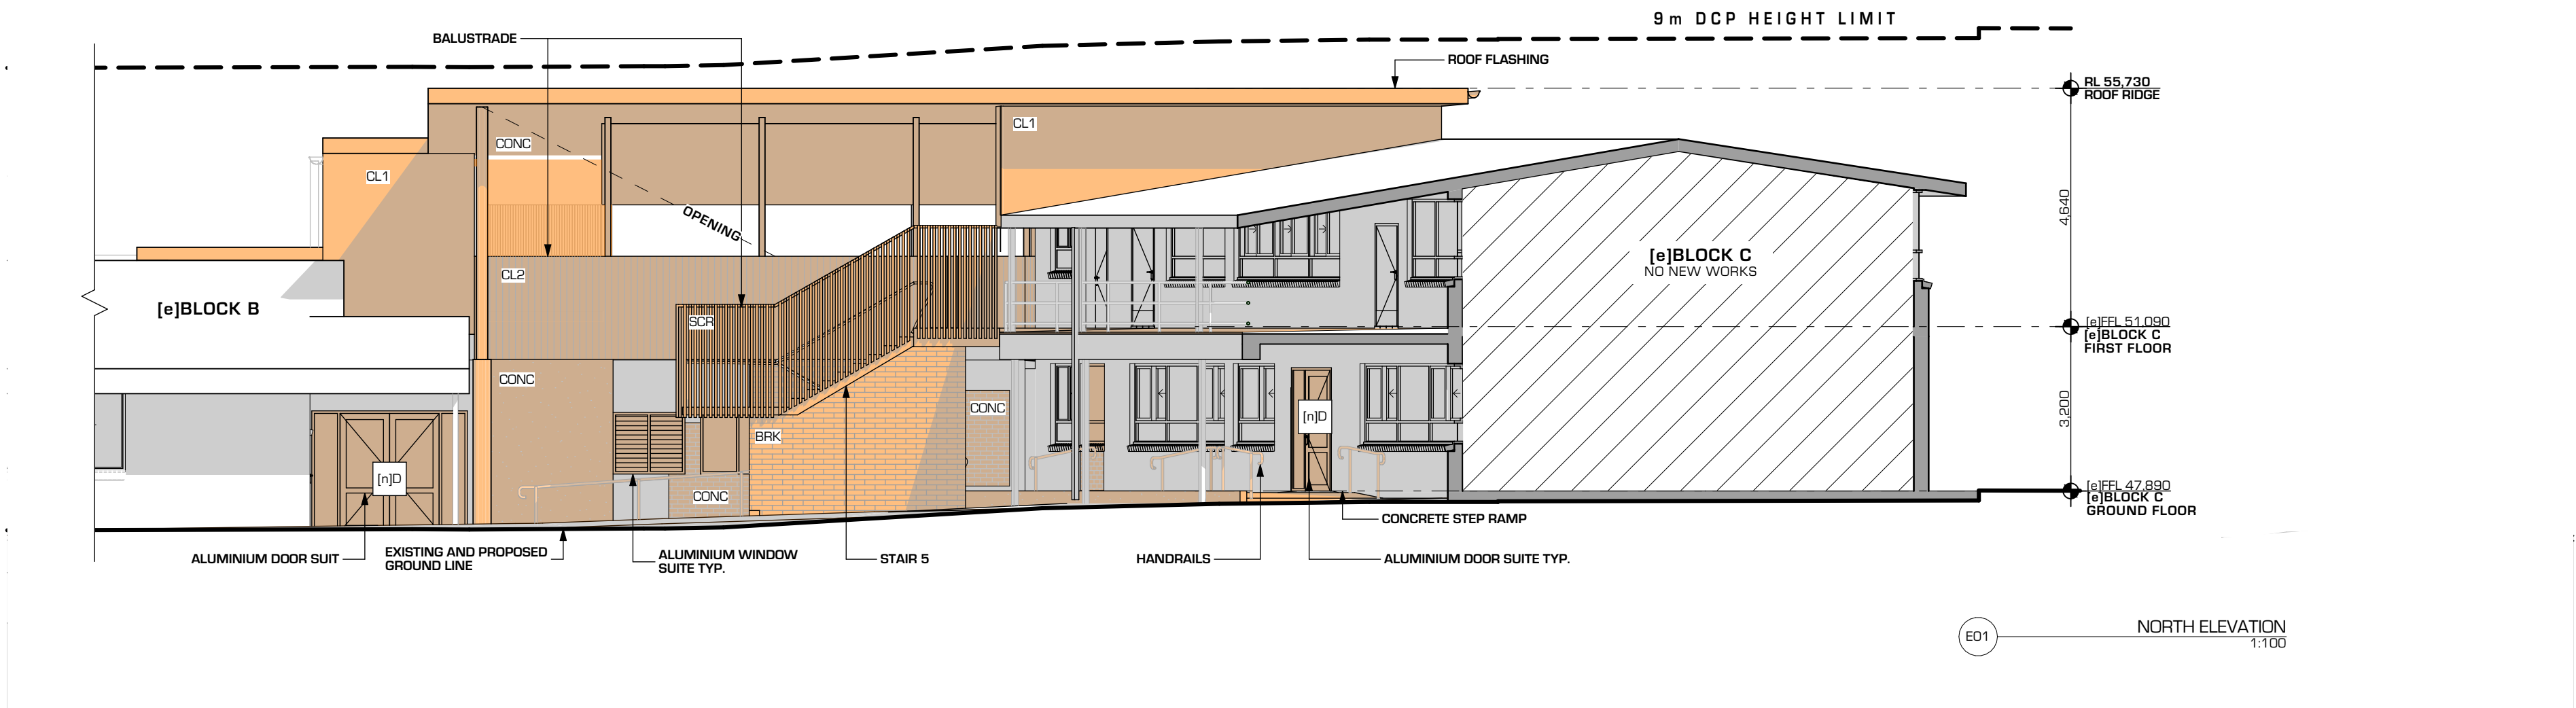 9m DCP HEIGHT LIMIT
BALUSTRADE
ROOF FLASHING
RL 55,730
ROOF RIDGE
CL1
CONC
CL1
4,640
OPENING
[e]BLOCK C
NO NEW WORKS
CL2
[e]BLOCK B
SCR
[e]FFL 51,090
[e]BLOCK C
FIRST FLOOR
CONC
CONC
3,200
[n]D
BRK
[n]D
CONC
[e]FFL 47,890
[e]BLOCK C
GROUND FLOOR
CONCRETE STEP RAMP
ALUMINIUM DOOR SUIT
EXISTING AND PROPOSED
GROUND LINE
ALUMINIUM WINDOW
SUITE TYP.
STAIR 5
HANDRAILS
ALUMINIUM DOOR SUITE TYP.
E01
NORTH ELEVATION
1:100